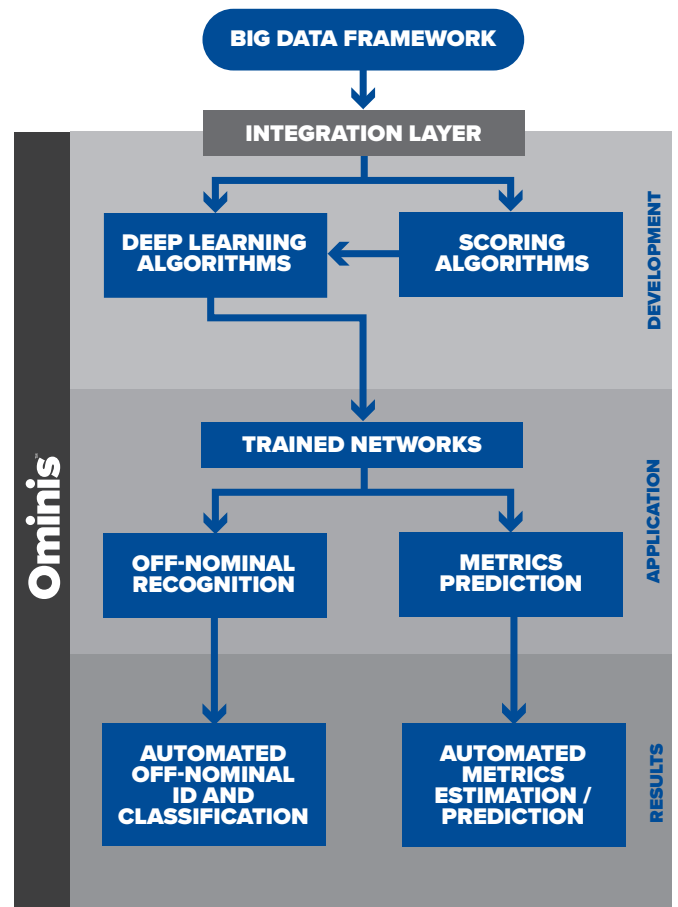 BIG DATA FRAMEWORK
INTEGRATION LAYER
DEEP LEARNING
ALGORITHMS
SCORING
ALGORITHMS
DEVELOPMENT
TRAINED NETWORKS
Ominis™
APPLICATION
OFF-NOMINAL
RECOGNITION
METRICS
PREDICTION
AUTOMATED
OFF-NOMINAL
ID AND
CLASSIFICATION
AUTOMATED
METRICS
ESTIMATION /
PREDICTION
RESULTS